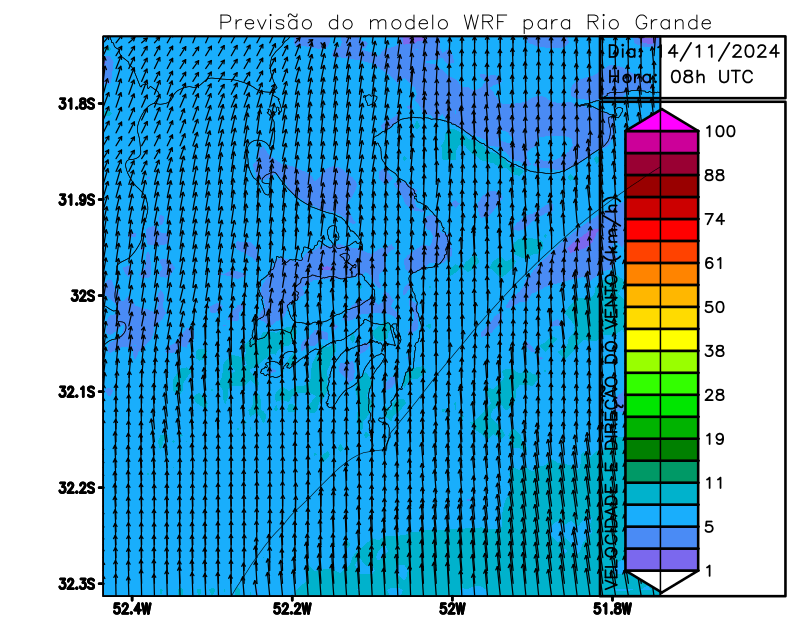 Previsão do modelo WRF para Rio Grande
Dia: 14/11/2024
Hora: 08h UTC
31.8S
31.9S
32S
32.1S
32.2S
32.3S
52.4W
52.2W
52W
51.8W
VELOCIDADE E DIREÇÃO DO VENTO (km/h)
100
88
74
61
50
38
28
19
11
5
1